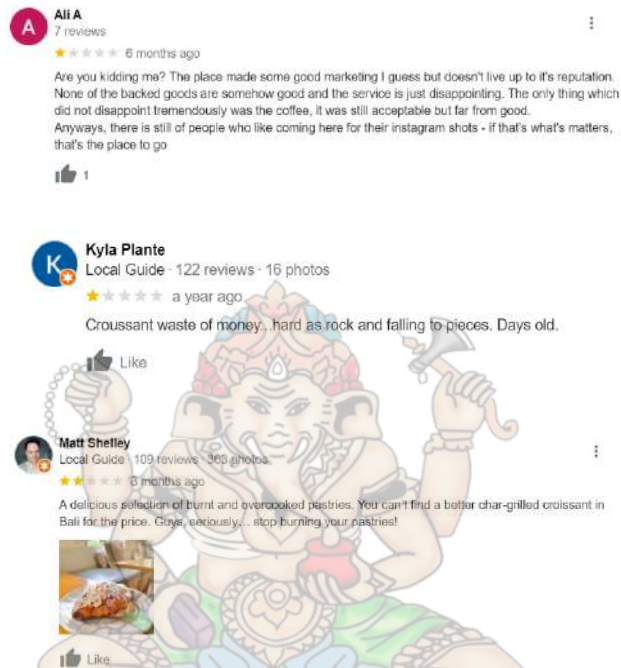 A
Ali A
7 reviews
6 months ago
Are you kidding me? The place made some good marketing I guess but doesn't live up to it's reputation.
None of the backed goods are somehow good and the service is just disappointing. The only thing which
did not disappoint tremendously was the coffee, it was still acceptable but far from good.
Anyways, there is still of people who like coming here for their instagram shots - if that's what's matters,
that's the place to go
1
K
Kyla Plante
Local Guide · 122 reviews · 16 photos
a year ago
Croussant waste of money...hard as rock and falling to pieces. Days old.
Like
Matt Shelley
Local Guide · 109 reviews · 363 photos
8 months ago
A delicious selection of burnt and overcooked pastries. You can't find a better char-grilled croissant in
Bali for the price. Guys, seriously... stop burning your pastries!
Like